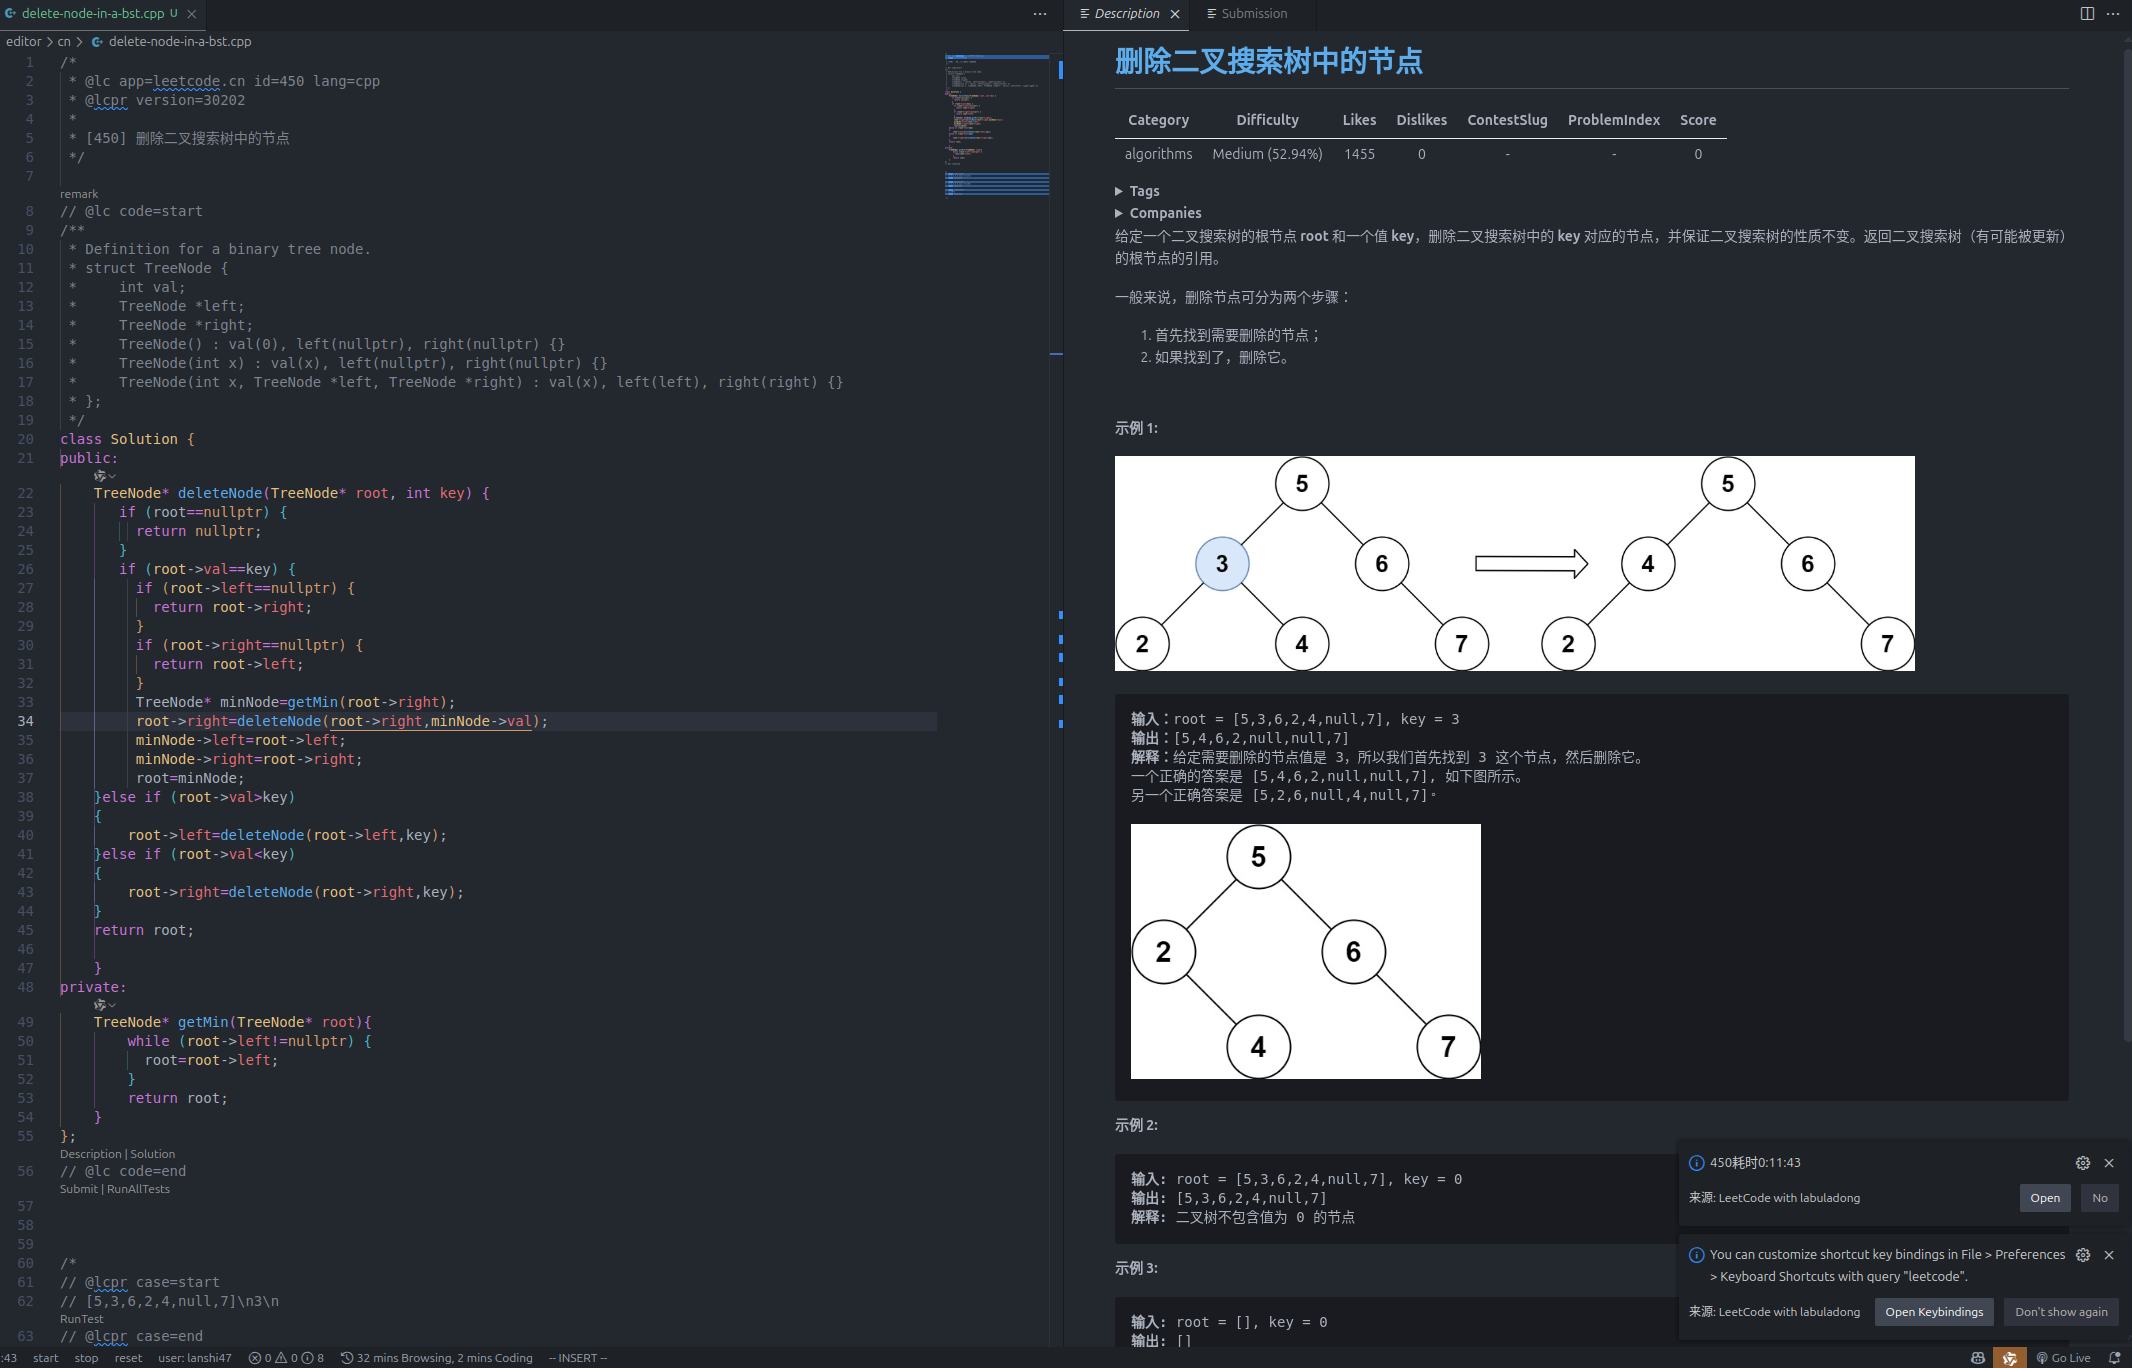 delete-node-in-a-bst.cpp U
editor > cn > delete-node-in-a-bst.cpp
1 /*
2  * @lc app=leetcode.cn id=450 lang=cpp
3  * @lcpr version=30202
4  *
5  * [450] 删除二叉搜索树中的节点
6  */
7
remark
8 // @lc code=start
9 /**
10  * Definition for a binary tree node.
11  * struct TreeNode {
12  *     int val;
13  *     TreeNode *left;
14  *     TreeNode *right;
15  *     TreeNode() : val(0), left(nullptr), right(nullptr) {}
16  *     TreeNode(int x) : val(x), left(nullptr), right(nullptr) {}
17  *     TreeNode(int x, TreeNode *left, TreeNode *right) : val(x), left(left), right(right) {}
18  * };
19  */
20 class Solution {
21 public:
22     TreeNode* deleteNode(TreeNode* root, int key) {
23        if (root==nullptr) {
24          return nullptr;
25        }
26        if (root->val==key) {
27          if (root->left==nullptr) {
28            return root->right;
29          }
30          if (root->right==nullptr) {
31            return root->left;
32          }
33          TreeNode* minNode=getMin(root->right);
34          root->right=deleteNode(root->right,minNode->val);
35          minNode->left=root->left;
36          minNode->right=root->right;
37          root=minNode;
38     }else if (root->val>key)
39     {
40         root->left=deleteNode(root->left,key);
41     }else if (root->val<key)
42     {
43         root->right=deleteNode(root->right,key);
44     }
45     return root;
46
47     }
48 private:
49     TreeNode* getMin(TreeNode* root){
50         while (root->left!=nullptr) {
51           root=root->left;
52         }
53         return root;
54     }
55 };
Description | Solution
56 // @lc code=end
Submit | RunAllTests
57
58
59
60 /*
61 // @lcpr case=start
62 // [5,3,6,2,4,null,7]\n3\n
RunTest
63 // @lcpr case=end
Description
Submission
删除二叉搜索树中的节点
Category Difficulty Likes Dislikes ContestSlug ProblemIndex Score
algorithms Medium (52.94%) 1455 0 - - 0
Tags
Companies
给定一个二叉搜索树的根节点 root 和一个值 key，删除二叉搜索树中的 key 对应的节点，并保证二叉搜索树的性质不变。返回二叉搜索树（有可能被更新）
的根节点的引用。
一般来说，删除节点可分为两个步骤：
1. 首先找到需要删除的节点；
2. 如果找到了，删除它。
示例 1:
5 5
3 6 4 6
2 4 7 2 7
输入：root = [5,3,6,2,4,null,7], key = 3
输出：[5,4,6,2,null,null,7]
解释：给定需要删除的节点值是 3，所以我们首先找到 3 这个节点，然后删除它。
一个正确的答案是 [5,4,6,2,null,null,7], 如下图所示。
另一个正确答案是 [5,2,6,null,4,null,7]。
5
2 6
4 7
示例 2:
输入: root = [5,3,6,2,4,null,7], key = 0
输出: [5,3,6,2,4,null,7]
解释: 二叉树不包含值为 0 的节点
示例 3:
输入: root = [], key = 0
输出: []
450耗时0:11:43
来源: LeetCode with labuladong
Open No
You can customize shortcut key bindings in File > Preferences
> Keyboard Shortcuts with query "leetcode".
来源: LeetCode with labuladong
Open Keybindings Don't show again
:43 start stop reset user: lanshi47 0 0 8 32 mins Browsing, 2 mins Coding -- INSERT -- Go Live